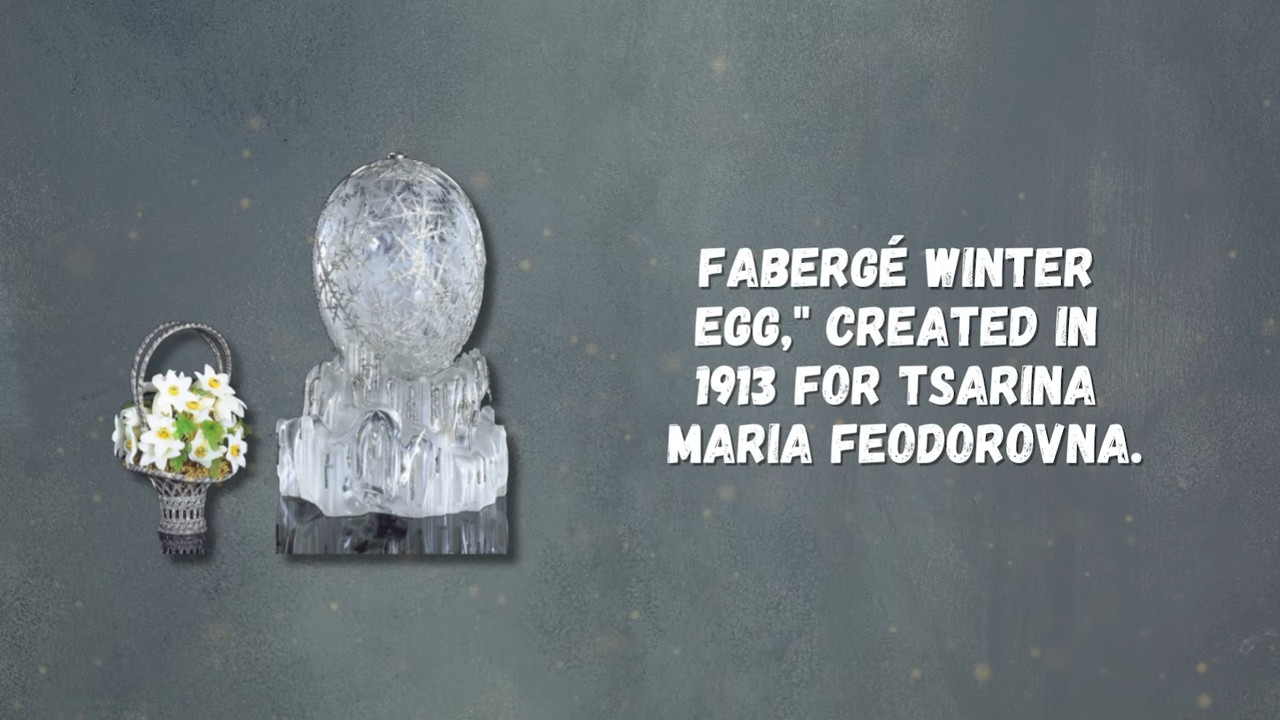 FABERGÉ WINTER
EGG," CREATED IN
1913 FOR TSARINA
MARIA FEODOROVNA.